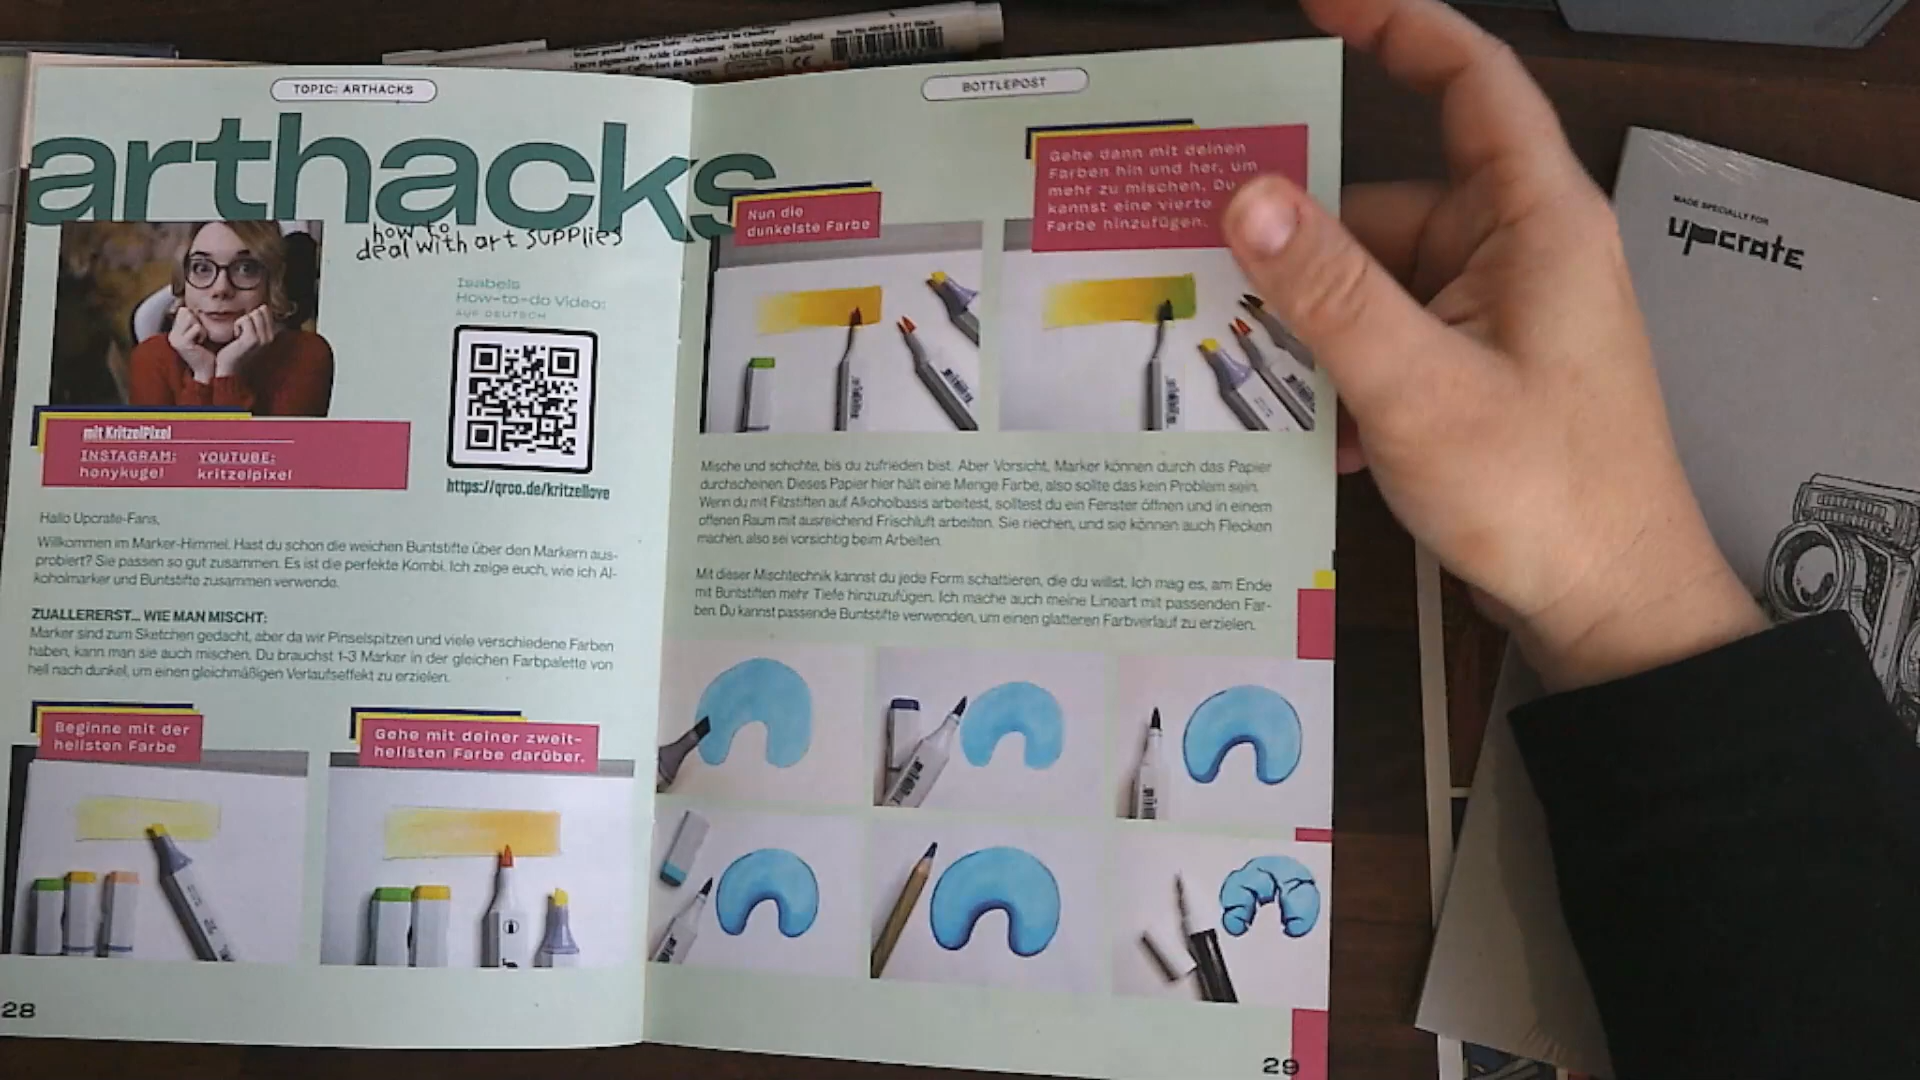 Waterproof
TOPIC: ARTHACKS
BOTTLEPOST
arthacks
how to
deal with art supplies
Isabels
How-to-do Video:
AUF DEUTSCH
https://qroo.de/kritzellove
mit KritzelPixel
INSTAGRAM: YOUTUBE:
honykugel kritzelpixel
Hallo Upcrate-Fans,
Willkommen im Marker-Himmel. Hast du schon die weichen Buntstifte über den Markern aus-
probiert? Sie passen so gut zusammen. Es ist die perfekte Kombi. Ich zeige euch, wie ich Al-
koholmarker und Buntstifte zusammen verwende.
ZUALLERERST... WIE MAN MISCHT:
Marker sind zum Sketchen gedacht, aber da wir Pinselspitzen und viele verschiedene Farben
haben, kann man sie auch mischen. Du brauchst 1-3 Marker in der gleichen Farbpalette von
hell nach dunkel, um einen gleichmäßigen Verlaufseffekt zu erzielen.
Beginne mit der
hellsten Farbe
Gehe mit deiner zweit-
hellsten Farbe darüber.
28
Nun die
dunkelste Farbe
Gehe dann mit deinen
Farben hin und her, um
mehr zu mischen. Du
kannst eine vierte
Farbe hinzufügen.
Mische und schichte, bis du zufrieden bist. Aber Vorsicht, Marker können durch das Papier
durchscheinen. Dieses Papier hier hält eine Menge Farbe, also sollte das kein Problem sein.
Wenn du mit Filzstiften auf Alkoholbasis arbeitest, solltest du ein Fenster öffnen und in einem
offenen Raum mit ausreichend Frischluft arbeiten. Sie riechen, und sie können auch Flecken
machen, also sei vorsichtig beim Arbeiten.
Mit dieser Mischtechnik kannst du jede Form schattieren, die du willst. Ich mag es, am Ende
mit Buntstiften mehr Tiefe hinzuzufügen. Ich mache auch meine Lineart mit passenden Far-
ben. Du kannst passende Buntstifte verwenden, um einen glatteren Farbverlauf zu erzielen.
29
MADE SPECIALLY FOR
upcrate